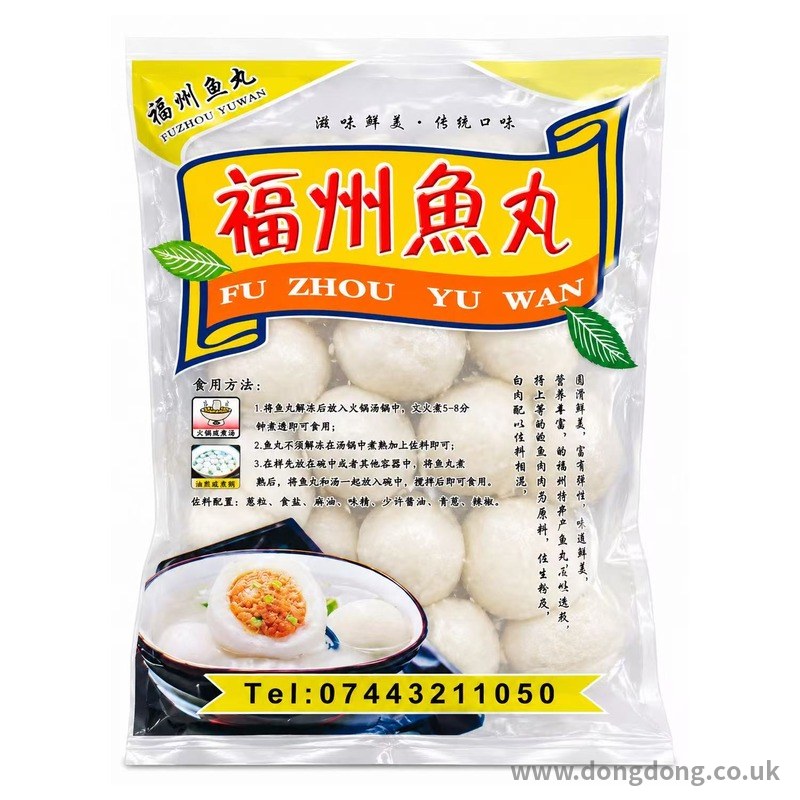 福州鱼丸
FUZHOU YUWAN
滋味鲜美·传统口味
福州魚丸
FU ZHOU YU WAN
食用方法：
火锅或煮汤
油煎或煮锅
1.将鱼丸解冻后放入火锅汤锅中，文火煮5-8分
钟煮透即可食用；
2.鱼丸不须解冻在汤锅中煮熟加上佐料即可；
3.在样先放在碗中或者其他容器中，将鱼丸煮
熟后，将鱼丸和汤一起放入碗中，搅拌后即可食用。
佐料配置：葱粒、食盐、麻油、味精、少许酱油、青葱、辣椒。
圆滑鲜美，富有弹性，味道鲜美，
营养丰富，的福州特产鱼丸
择上等的鱼肉肉为原料，佐生粉及，
白肉配以佐料相混，
Tel:07443211050
www.dongdong.co.uk